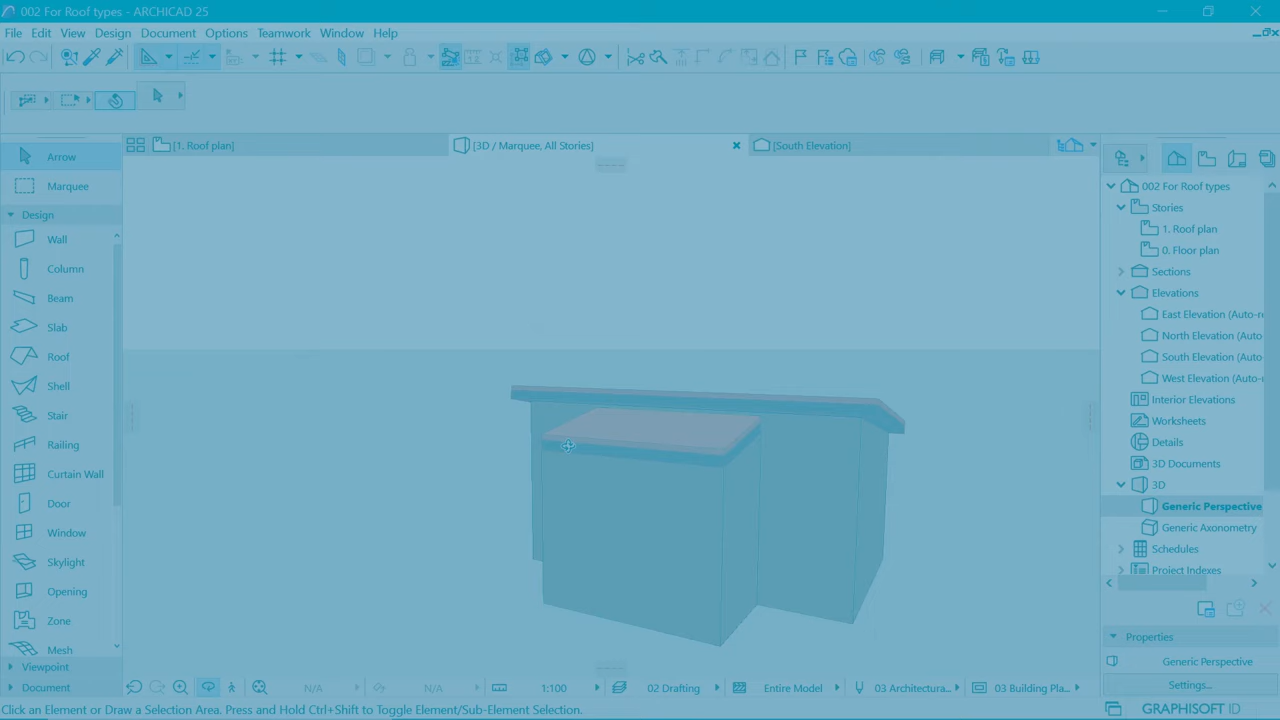 002 For Roof types - ARCHICAD 25
File Edit View Design Document Options Teamwork Window Help
[1. Roof plan]
[3D / Marquee, All Stories]
[South Elevation]
Arrow
Marquee
Design
Wall
Column
Beam
Slab
Roof
Shell
Stair
Railing
Curtain Wall
Door
Window
Skylight
Opening
Zone
Mesh
Viewpoint
Document
002 For Roof types
Stories
1. Roof plan
0. Floor plan
Sections
Elevations
East Elevation (Auto-r
North Elevation (Auto-
South Elevation (Auto-
West Elevation (Auto-
Interior Elevations
Worksheets
Details
3D Documents
3D
Generic Perspective
Generic Axonometry
Schedules
Project Indexes
Properties
Generic Perspective
Settings...
N/A N/A 1:100 02 Drafting Entire Model 03 Architectura... 03 Building Pla...
Click an Element or Draw a Selection Area. Press and Hold Ctrl+Shift to Toggle Element/Sub-Element Selection.
GRAPHISOFT ID